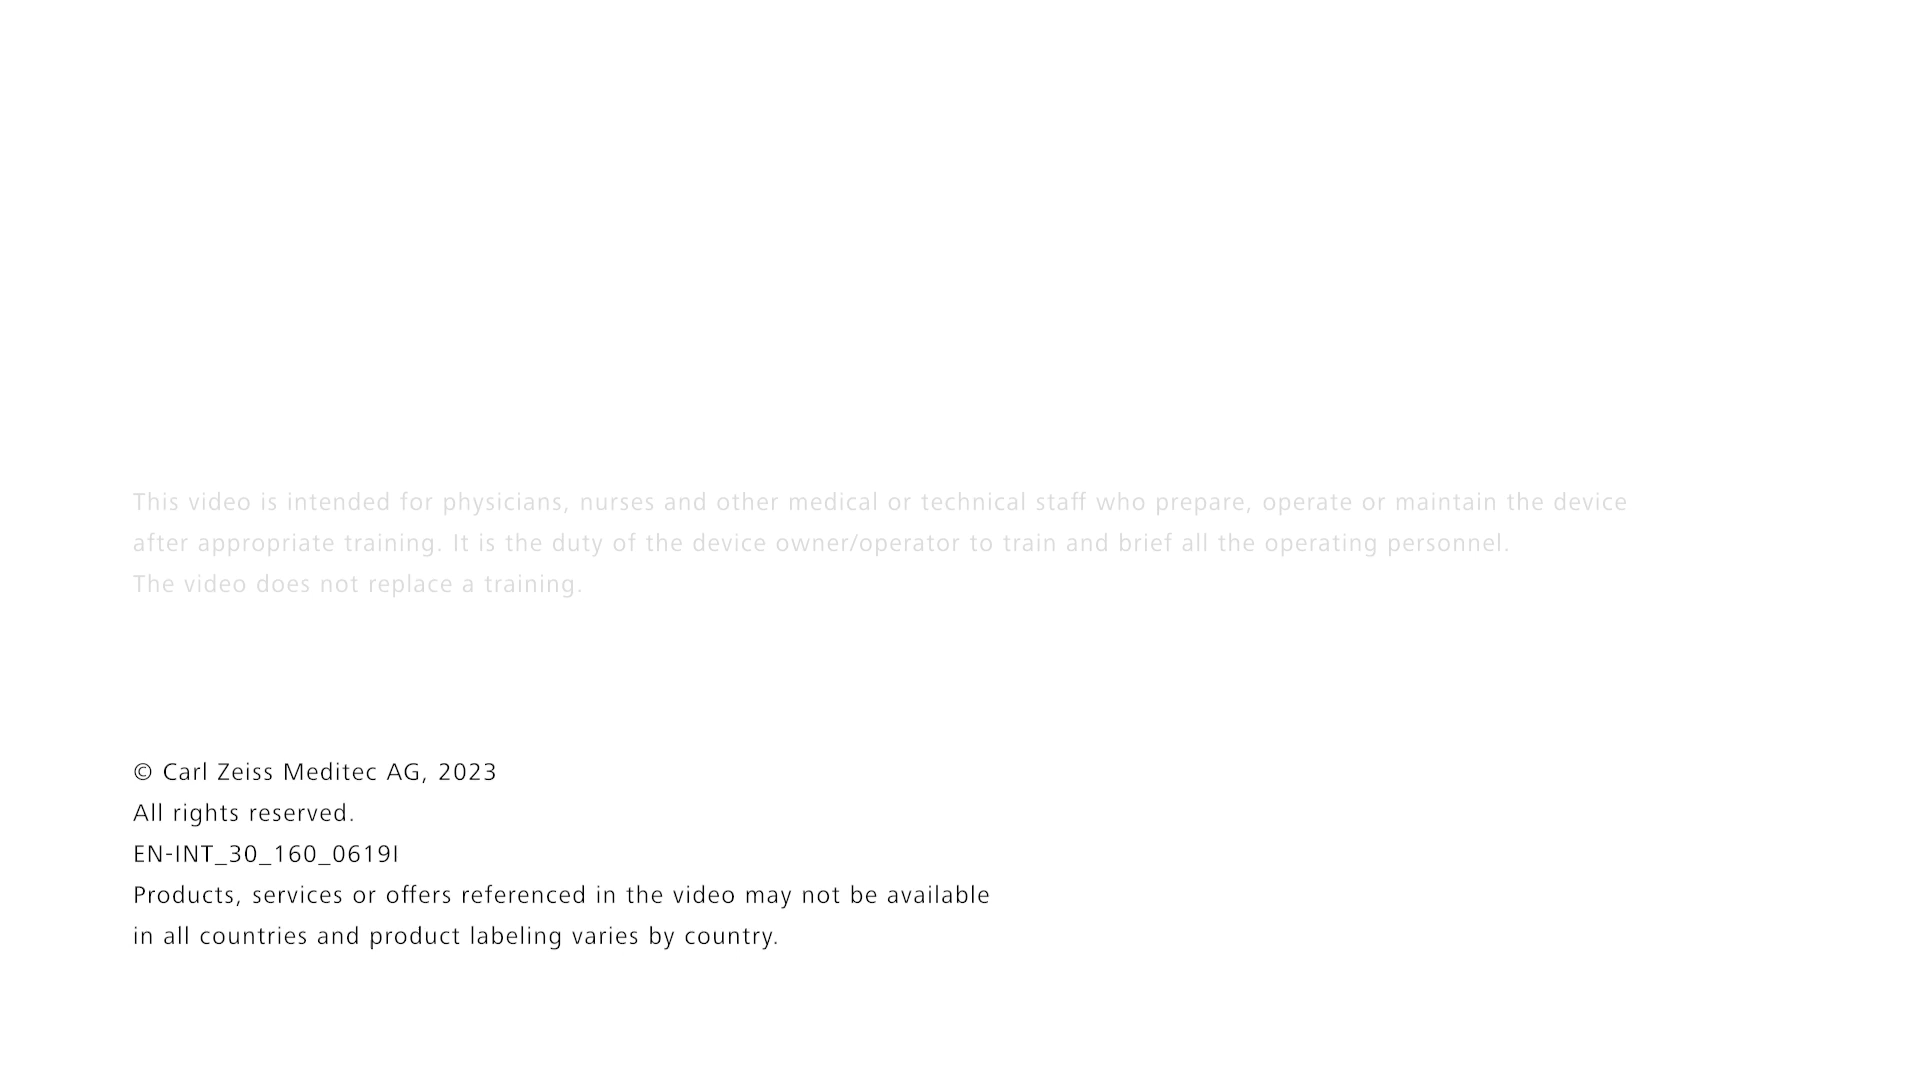 This video is intended for physicians, nurses and other medical or technical staff who prepare, operate or maintain the device
after appropriate training. It is the duty of the device owner/operator to train and brief all the operating personnel.
The video does not replace a training.
© Carl Zeiss Meditec AG, 2023
All rights reserved.
EN-INT_30_160_0619I
Products, services or offers referenced in the video may not be available
in all countries and product labeling varies by country.